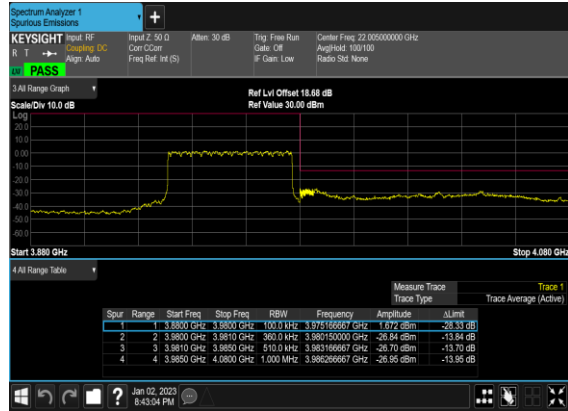 Spectrum Analyzer 1
Spurious Emissions
+
KEYSIGHT Input: RF Input Z: 50 Ω Atten: 30 dB Trig: Free Run Center Freq: 22.005000000 GHz
R T Coupling: DC Corr CCorr Gate: Off Avg|Hold: 100/100
Align: Auto Freq Ref: Int (S) IF Gain: Low Radio Std: None
PASS
3 All Range Graph
Ref Lvl Offset 18.68 dB
Scale/Div 10.0 dB Ref Value 30.00 dBm
Log
20.0
10.0
0.00
-10.0
-20.0
-30.0
-40.0
-50.0
-60.0
Start 3.880 GHz Stop 4.080 GHz
4 All Range Table
Measure Trace Trace 1
Trace Type Trace Average (Active)
Spur Range Start Freq Stop Freq RBW Frequency Amplitude ΔLimit
1 1 3.8800 GHz 3.9800 GHz 100.0 kHz 3.975166667 GHz 1.672 dBm -28.33 dB
2 2 3.9800 GHz 3.9810 GHz 360.0 kHz 3.980150000 GHz -26.84 dBm -13.84 dB
3 3 3.9810 GHz 3.9850 GHz 510.0 kHz 3.983166667 GHz -26.70 dBm -13.70 dB
4 4 3.9850 GHz 4.0800 GHz 1.000 MHz 3.986266667 GHz -26.95 dBm -13.95 dB
? Jan 02, 2023
8:43:04 PM